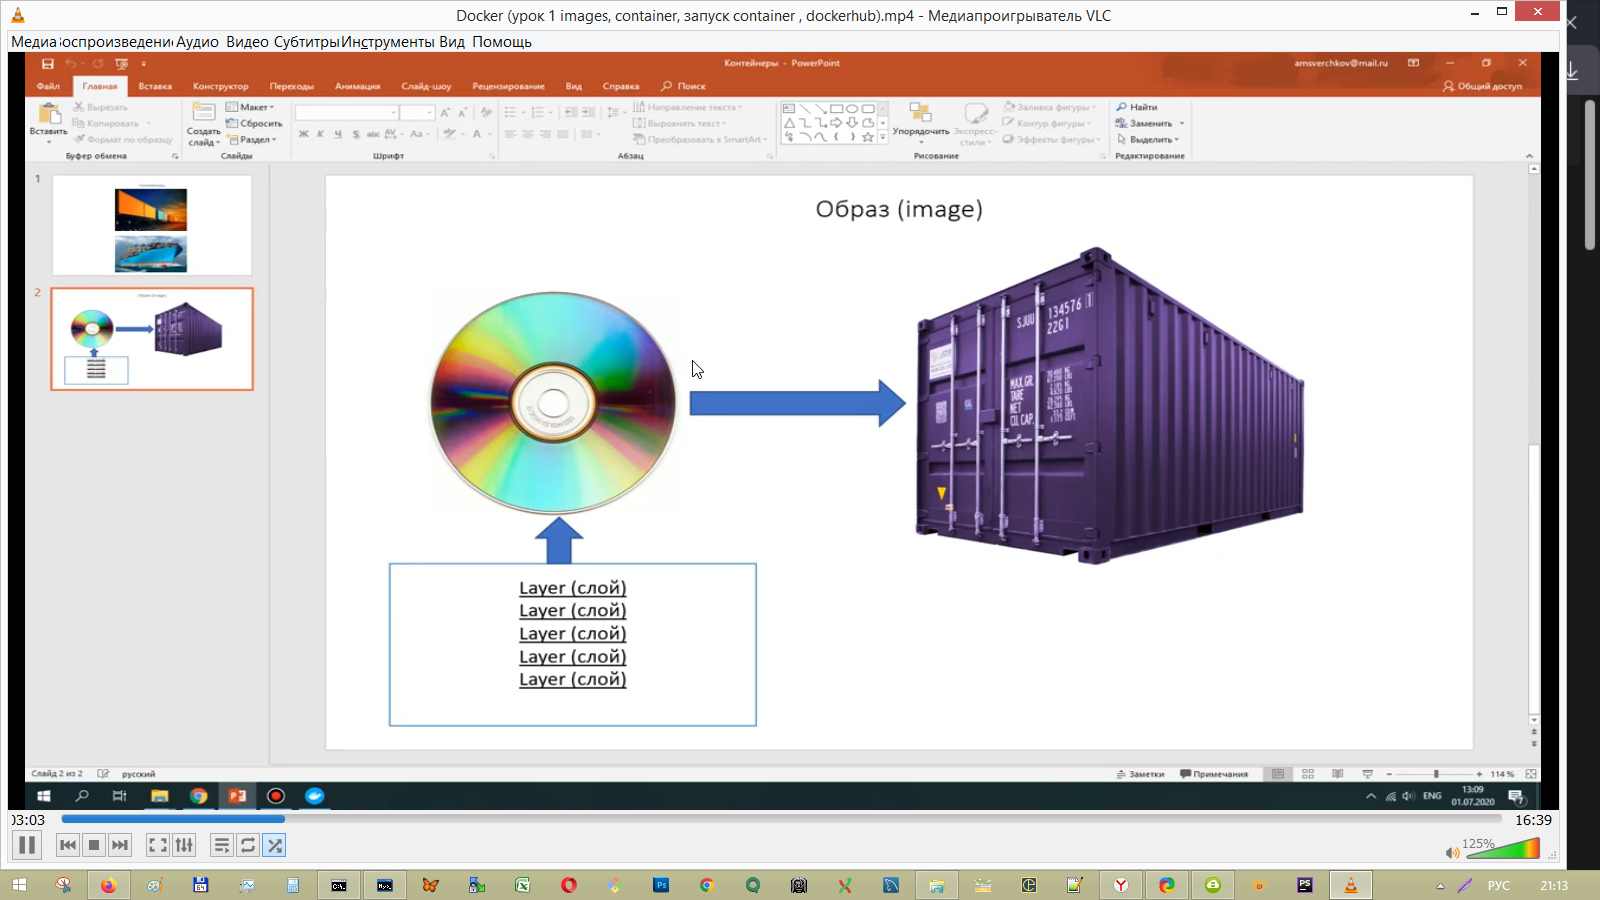 Docker (урок 1 images, container, запуск container , dockerhub).mp4 - Медиапроигрыватель VLC
Медиа Воспроизведение Аудио Видео Субтитры Инструменты Вид Помощь
Контейнеры - PowerPoint
amsverchkov@mail.ru
Файл Главная Вставка Конструктор Переходы Анимация Слайд-шоу Рецензирование Вид Справка Поиск
Общий доступ
Вставить
Вырезать
Копировать
Формат по образцу
Буфер обмена
Создать слайд
Макет
Сбросить
Раздел
Слайды
Ж К Ч S abc AV Aa А
Шрифт
Направление текста
Выровнять текст
Преобразовать в SmartArt
Абзац
Упорядочить
Экспресс-стили
Заливка фигуры
Контур фигуры
Эффекты фигуры
Рисование
Найти
Заменить
Выделить
Редактирование
1
2
Образ (image)
SJUU 134576 1
22G1
MAX.GR.
TARE
NET
CU. CAP.
Layer (слой)
Layer (слой)
Layer (слой)
Layer (слой)
Layer (слой)
Слайд 2 из 2
русский
Заметки
Примечания
114 %
ENG
13:09
01.07.2020
03:03
16:39
125%
РУС
21:13